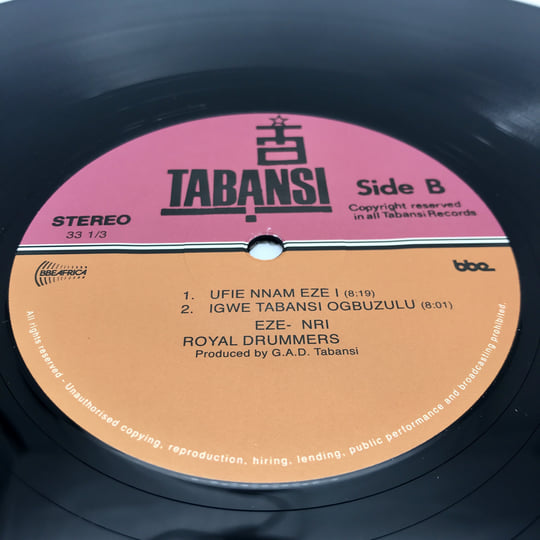 TABANSI
Side B
Copyright reserved
in all Tabansi Records
STEREO
33 1/3
BBEAFRICA
bbe
1. UFIE NNAM EZE I (8:19)
2. IGWE TABANSI OGBUZULU (8:01)
EZE- NRI
ROYAL DRUMMERS
Produced by G.A.D. Tabansi
All rights reserved - Unauthorised copying, reproduction, hiring, lending, public performance and broadcasting prohibited